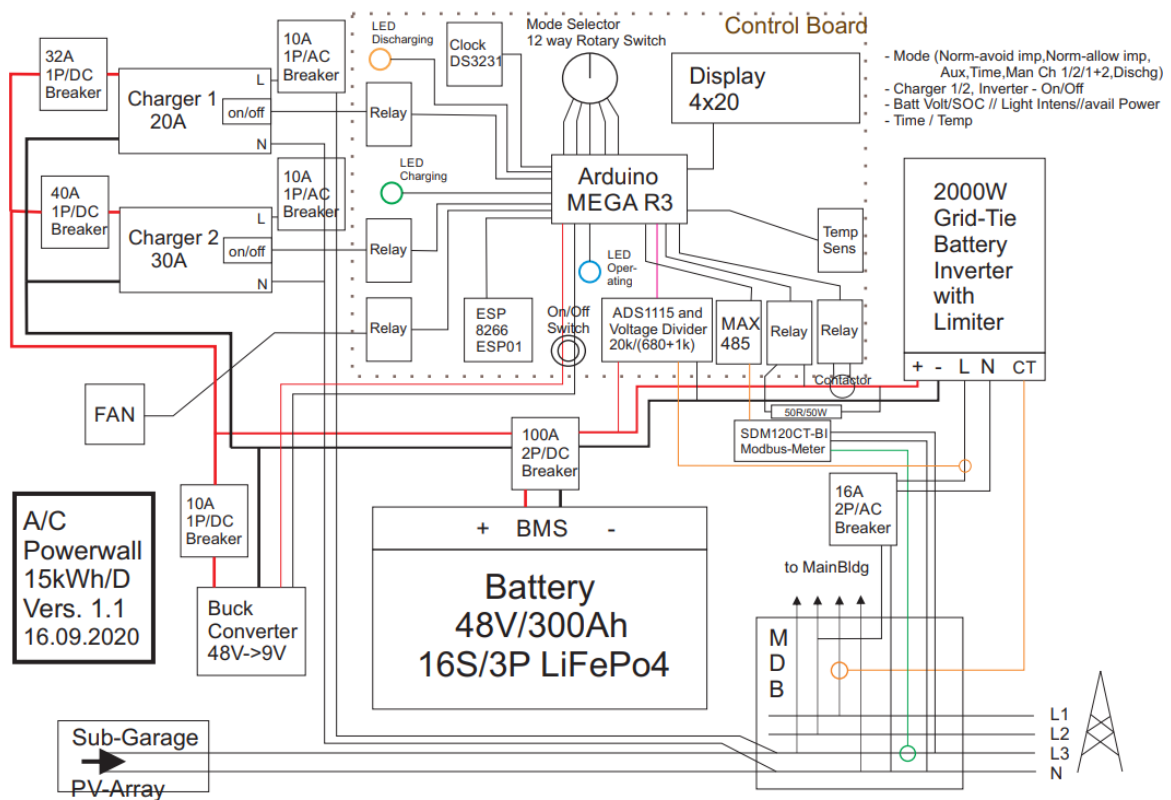 Control Board
LED
Discharging
Clock
DS3231
Mode Selector
12 way Rotary Switch
Display
4x20
- Mode (Norm-avoid imp,Norm-allow imp,
Aux,Time,Man Ch 1/2/1+2,Dischg)
- Charger 1/2, Inverter - On/Off
- Batt Volt/SOC // Light Intens//avail Power
- Time / Temp
32A
1P/DC
Breaker
10A
1P/AC
Breaker
L
Charger 1
20A
on/off
N
Relay
LED
Charging
Arduino
MEGA R3
40A
1P/DC
Breaker
10A
1P/AC
Breaker
L
Charger 2
30A
on/off
N
Relay
Temp
Sens
2000W
Grid-Tie
Battery
Inverter
with
Limiter
+ - L N CT
LED
Oper-
ating
Relay
ESP
8266
ESP01
On/Off
Switch
ADS1115 and
Voltage Divider
20k/(680+1k)
MAX
485
Relay
Relay
Contactor
50R/50W
SDM120CT-BI
Modbus-Meter
FAN
100A
2P/DC
Breaker
16A
2P/AC
Breaker
10A
1P/DC
Breaker
A/C
Powerwall
15kWh/D
Vers. 1.1
16.09.2020
Buck
Converter
48V->9V
+ BMS -
Battery
48V/300Ah
16S/3P LiFePo4
to MainBldg
M
D
B
L1
L2
L3
N
Sub-Garage
PV-Array